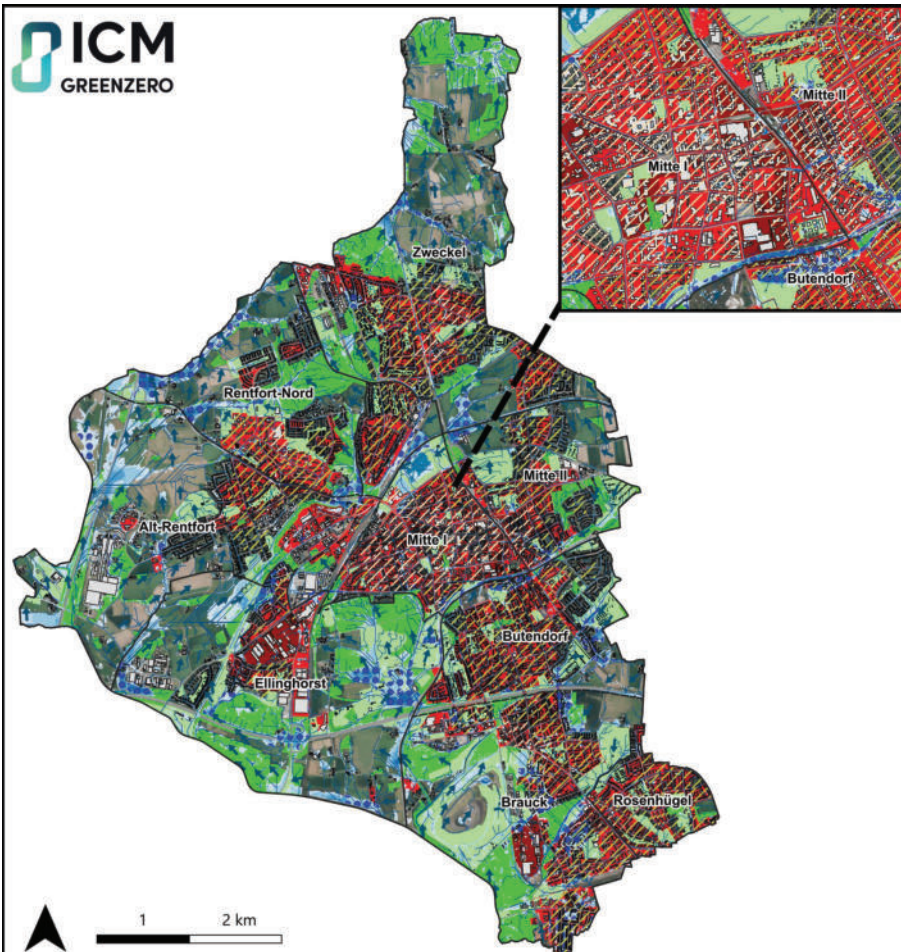 ICM
GREENZERO
Mitte II
Mitte I
Butendorf
Zweckel
Rentfort-Nord
Mitte II
Alt-Rentfort
Mitte I
Butendorf
Ellinghorst
Brauck
Rosenhügel
1
2 km